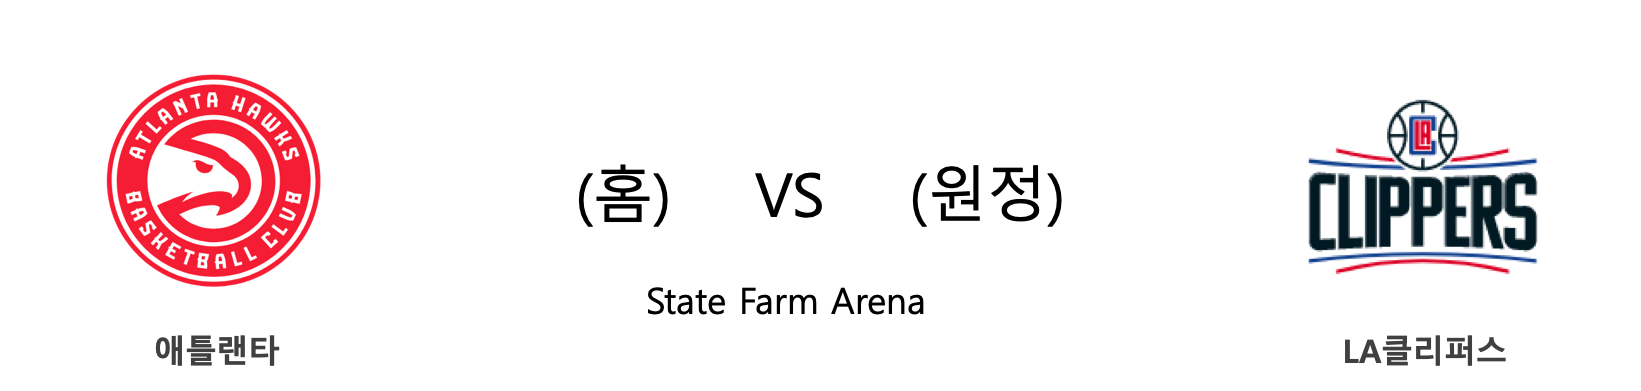 ATLANTA HAWKS
BASKETBALL CLUB
(홈) VS (원정)
LA
CLIPPERS
State Farm Arena
애틀랜타
LA클리퍼스